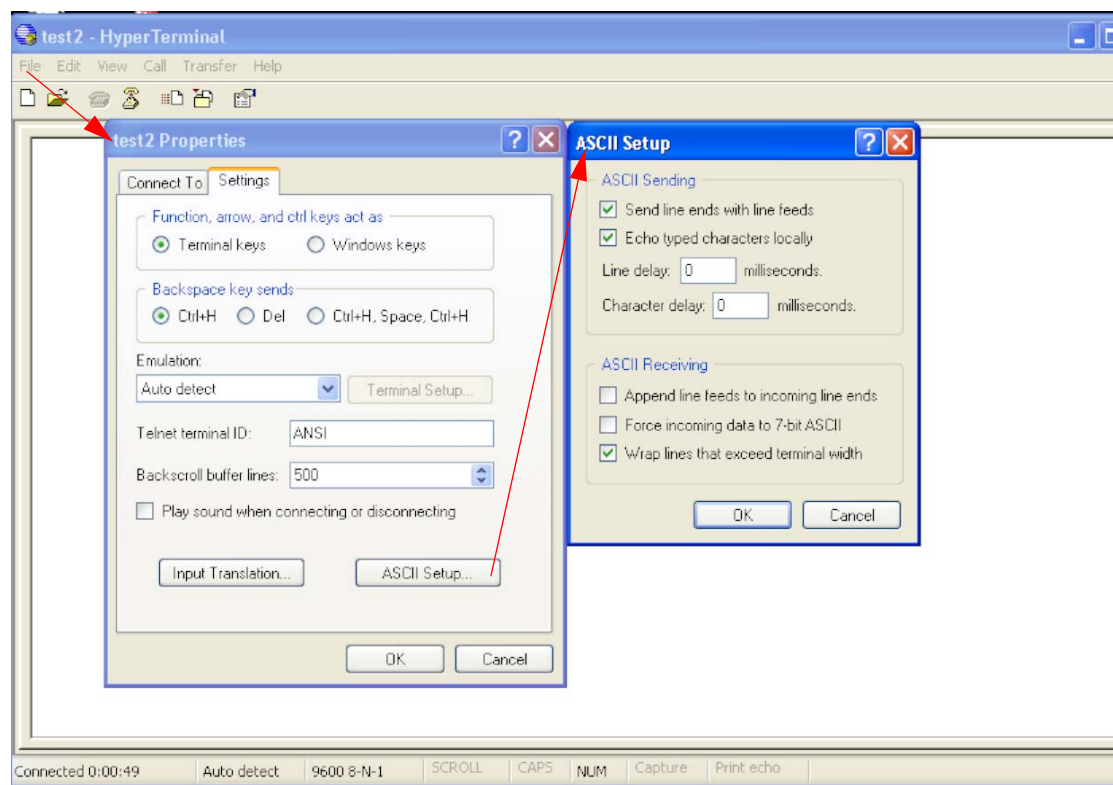 test2 - HyperTerminal
File Edit View Call Transfer Help
test2 Properties
Connect To Settings
Function, arrow, and ctrl keys act as
Terminal keys Windows keys
Backspace key sends
Ctrl+H Del Ctrl+H, Space, Ctrl+H
Emulation:
Auto detect Terminal Setup...
Telnet terminal ID: ANSI
Backscroll buffer lines: 500
Play sound when connecting or disconnecting
Input Translation... ASCII Setup...
OK Cancel
ASCII Setup
ASCII Sending
Send line ends with line feeds
Echo typed characters locally
Line delay: 0 milliseconds.
Character delay: 0 milliseconds.
ASCII Receiving
Append line feeds to incoming line ends
Force incoming data to 7-bit ASCII
Wrap lines that exceed terminal width
OK Cancel
Connected 0:00:49 Auto detect 9600 8-N-1 SCROLL CAPS NUM Capture Print echo